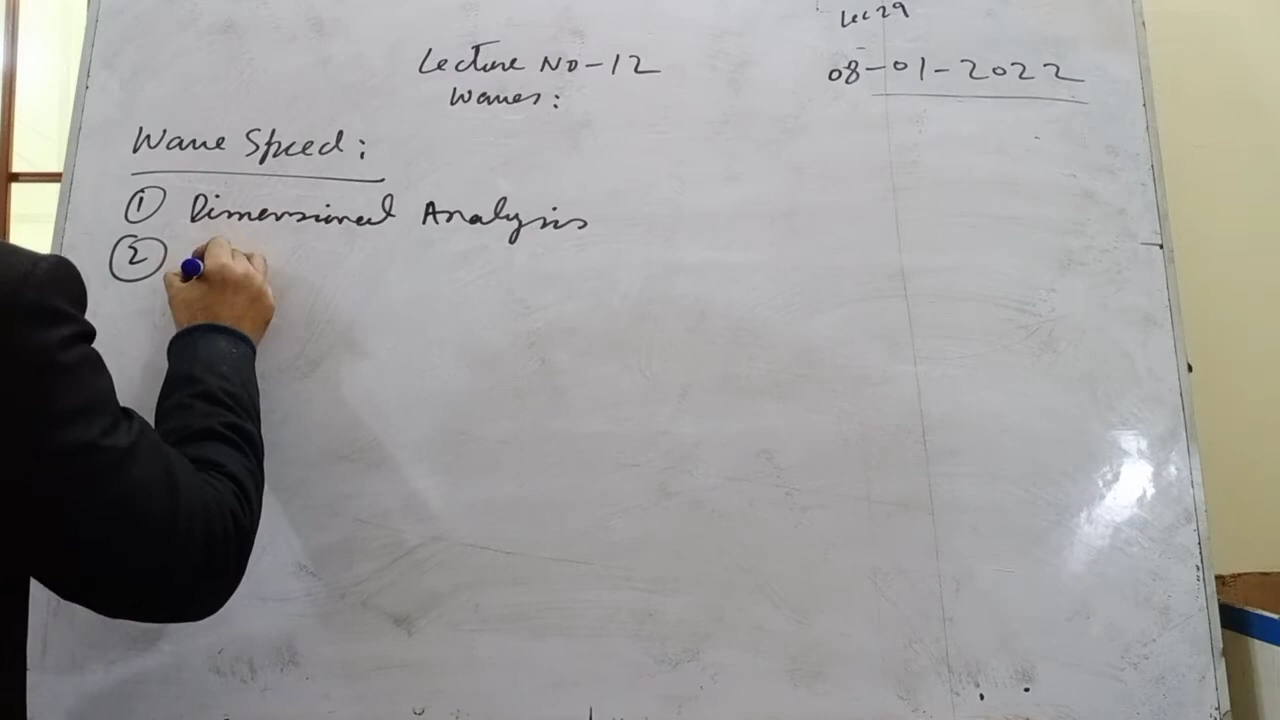 Lec 29
Lecture No-12
08-01-2022
Waves:
Wave Speed:
① Dimensional Analysis
②